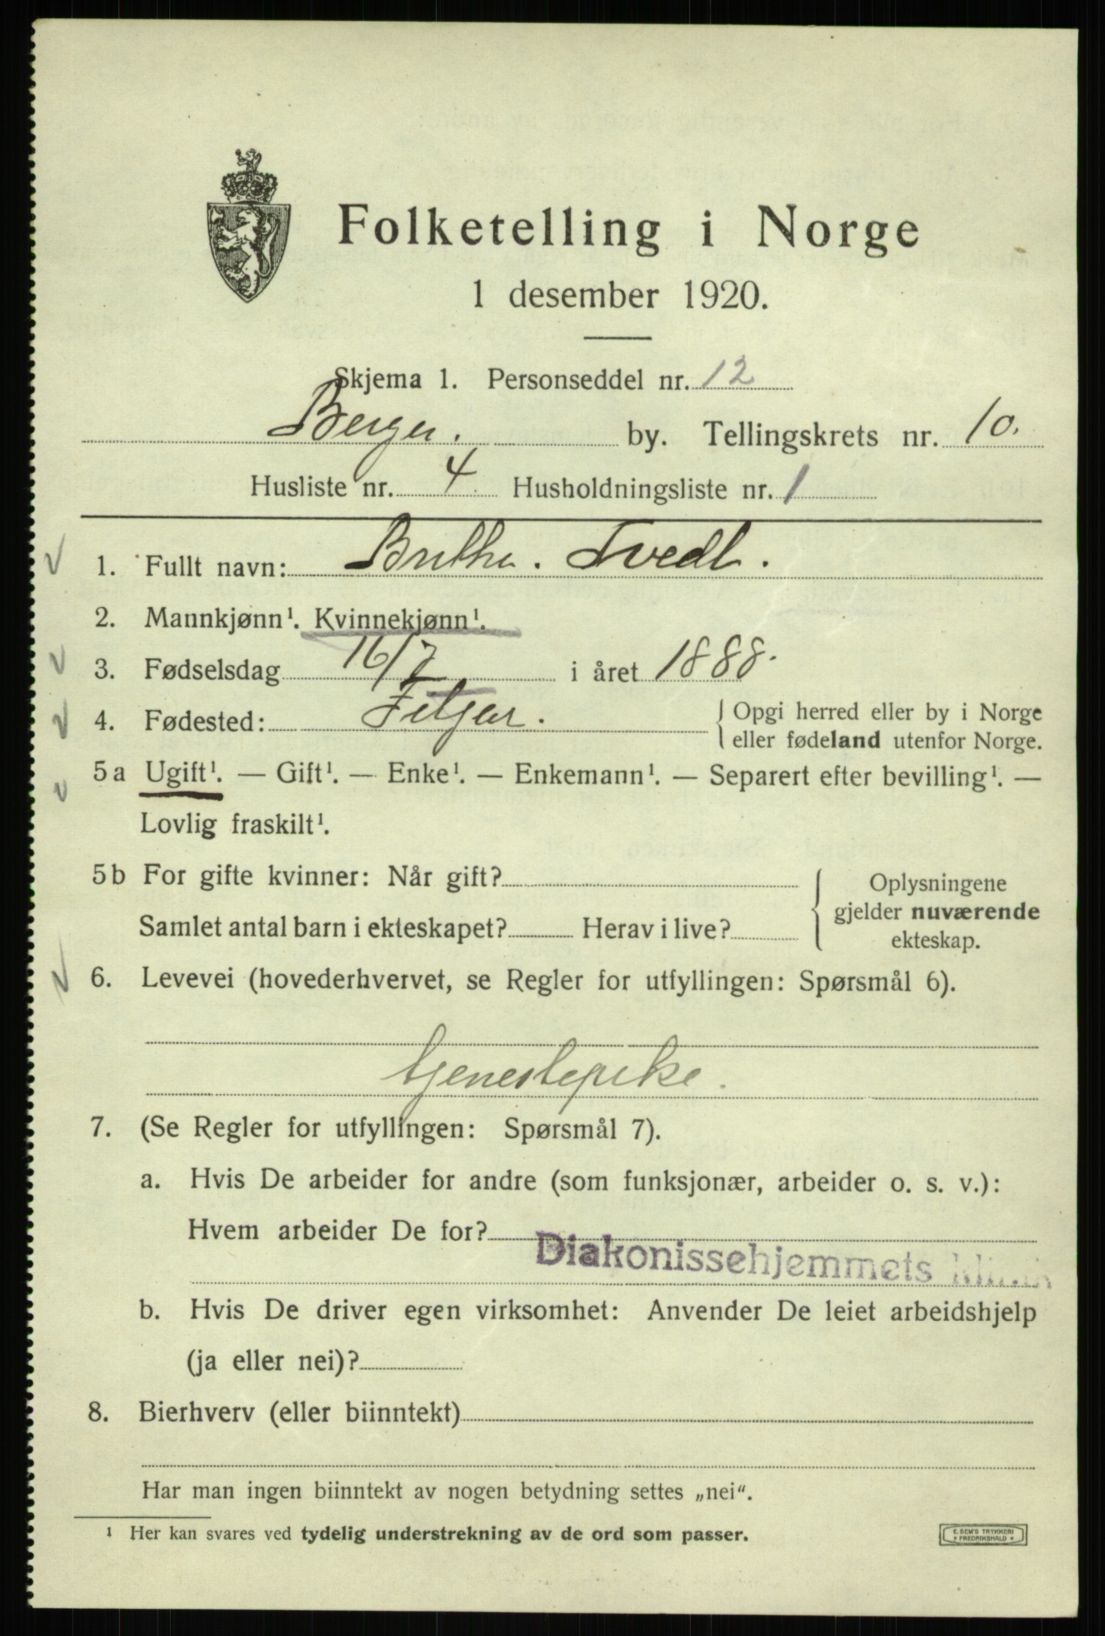 Folketelling i Norge
1 desember 1920.
Skjema 1. Personseddel nr. 12
Bergen. by. Tellingskrets nr. 10.
Husliste nr. 4 Husholdningsliste nr. 1
1. Fullt navn: Brithe. Tvedt.
2. Mannkjønn¹. Kvinnekjønn¹.
3. Fødselsdag 16/7 i året 1888.
4. Fødested: Fitjar. { Opgi herred eller by i Norge
eller fødeland utenfor Norge.
5a Ugift¹. — Gift¹. — Enke¹. — Enkemann¹. — Separert efter bevilling¹. —
Lovlig fraskilt¹.
5b For gifte kvinner: Når gift?
Samlet antal barn i ekteskapet? Herav i live?
{ Oplysningene
gjelder nuværende
ekteskap.
6. Levevei (hovederhvervet, se Regler for utfyllingen: Spørsmål 6).
tjenestepike.
7. (Se Regler for utfyllingen: Spørsmål 7).
a. Hvis De arbeider for andre (som funksjonær, arbeider o. s. v.):
Hvem arbeider De for?
Diakonissehjemmets
b. Hvis De driver egen virksomhet: Anvender De leiet arbeidshjelp
(ja eller nei)?
8. Bierhverv (eller biinntekt)
Har man ingen biinntekt av nogen betydning settes „nei“.
¹ Her kan svares ved tydelig understrekning av de ord som passer.
E. SEM'S TRYKKERI
* FREDRIKSHALD *